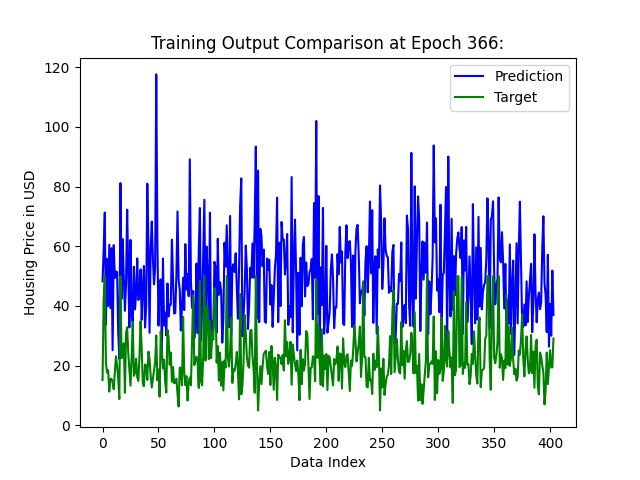 Training Output Comparison at Epoch 366:
Prediction
Target
Housing Price in USD
120
100
80
60
40
20
0
0 50 100 150 200 250 300 350 400
Data Index